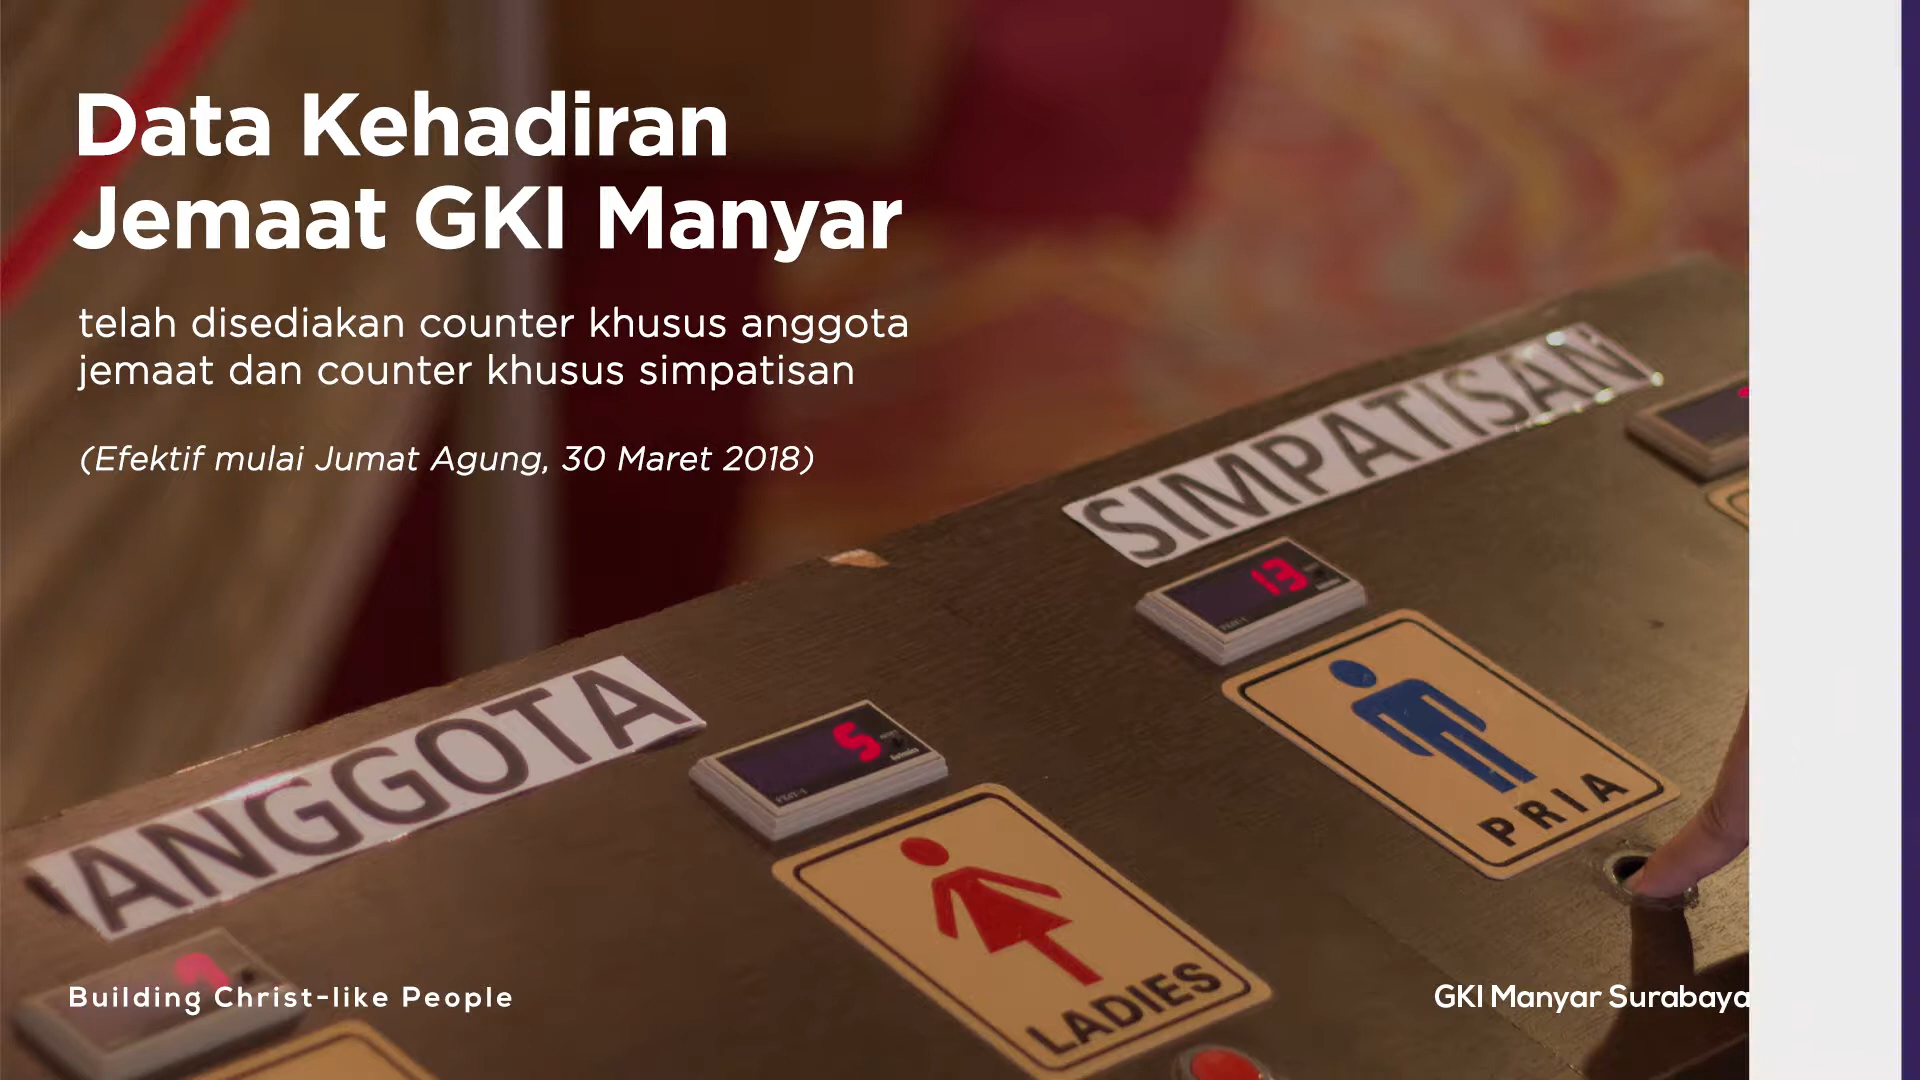 Data Kehadiran
Jemaat GKI Manyar
telah disediakan counter khusus anggota
jemaat dan counter khusus simpatisan
(Efektif mulai Jumat Agung, 30 Maret 2018)
SIMPATISAN
13
PRIA
ANGGOTA
5
LADIES
Building Christ-like People
GKI Manyar Surabaya